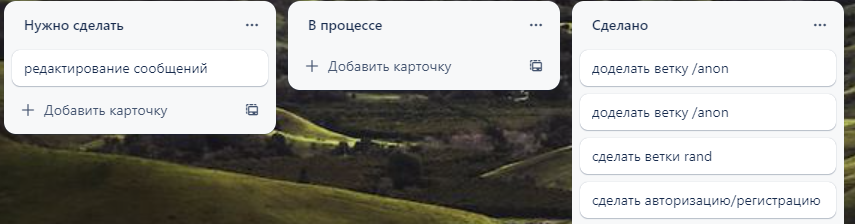 Нужно сделать
редактирование сообщений
Добавить карточку
В процессе
Добавить карточку
Сделано
доделать ветку /anon
доделать ветку /anon
сделать ветки rand
сделать авторизацию/регистрацию